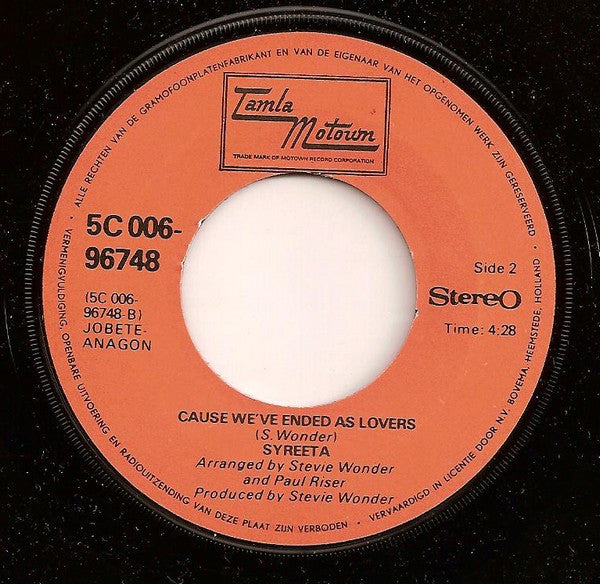 ALLE RECHTEN VAN DE GRAMOFOONPLATENFABRIKANT EN VAN DE EIGENAAR VAN HET OPGENOMEN WERK ZIJN GERESERVEERD
Tamla
Motown
TRADE MARK OF MOTOWN RECORD CORPORATION
5C 006-
96748
(5C 006-
96748-B)
JOBETE-
ANAGON
Side 2
StereO
Time: 4:28
CAUSE WE'VE ENDED AS LOVERS
(S. Wonder)
SYREETA
Arranged by Stevie Wonder
and Paul Riser
Produced by Stevie Wonder
VERMENIGVULDIGING, OPENBARE UITVOERING EN RADIOUITZENDING VAN DEZE PLAAT ZIJN VERBODEN • VERVAARDIGD IN LICENTIE DOOR N.V. BOVEMA, HEEMSTEDE, HOLLAND •